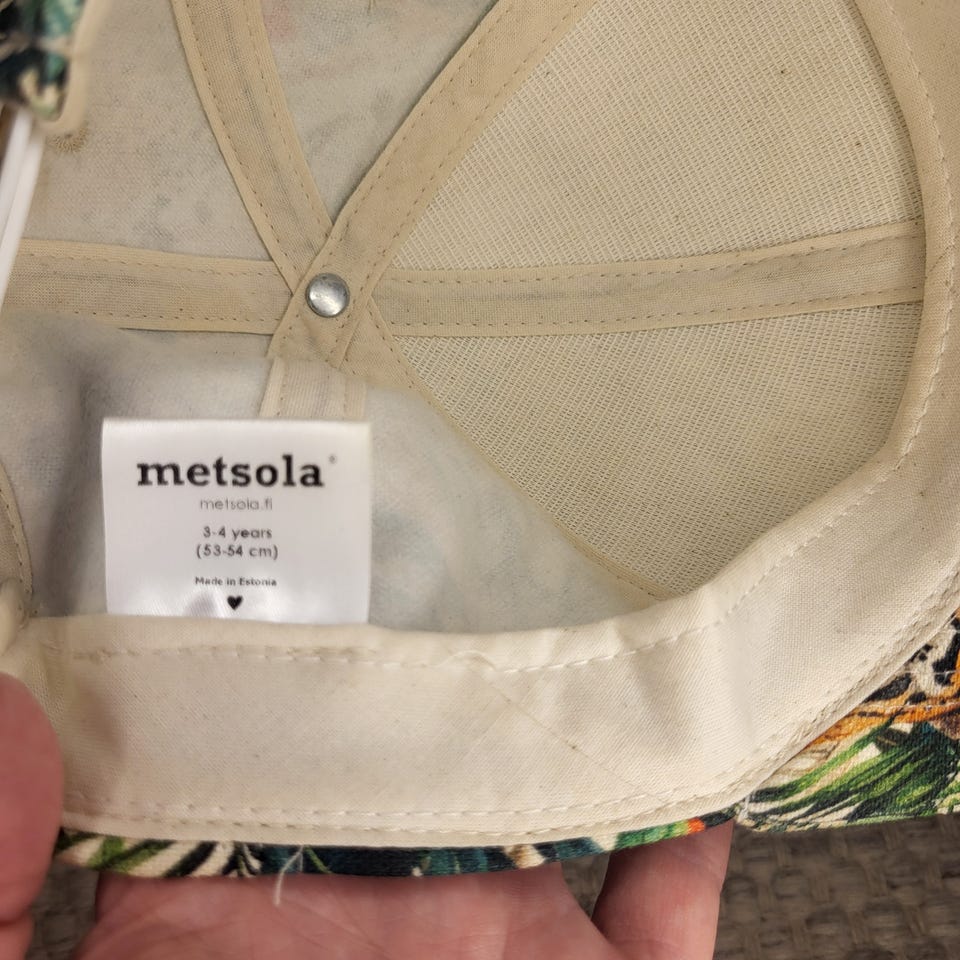 metsola®
metsola.fi
3-4 years
(53-54 cm)
Made in Estonia